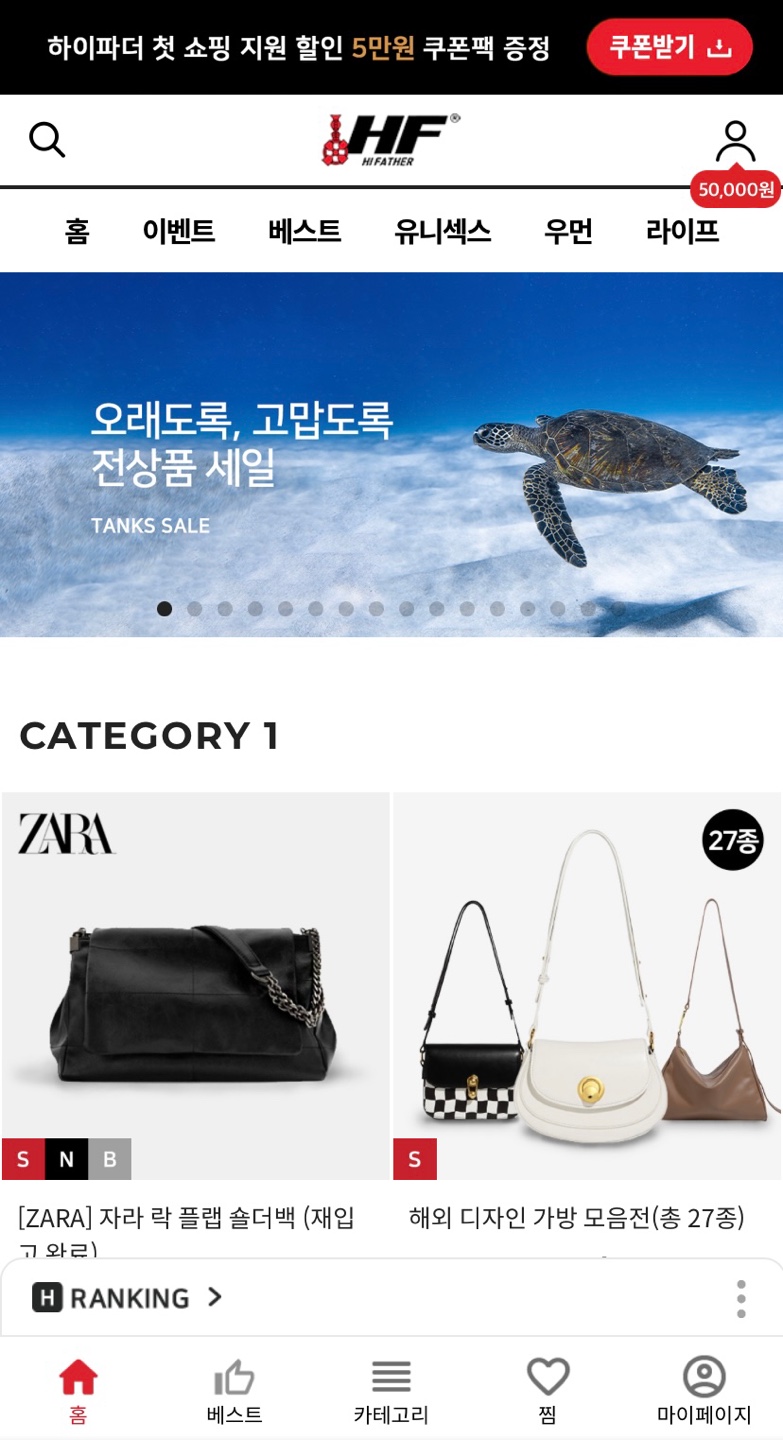 하이파더 첫 쇼핑 지원 할인 5만원 쿠폰팩 증정
쿠폰받기
HF®
HI FATHER
50,000원
홈 이벤트 베스트 유니섹스 우먼 라이프
오래도록, 고맙도록
전상품 세일
TANKS SALE
CATEGORY 1
ZARA
27종
S N B
S
[ZARA] 자라 락 플랩 숄더백 (재입
고 완료)
해외 디자인 가방 모음전(총 27종)
H RANKING >
홈 베스트 카테고리 찜 마이페이지